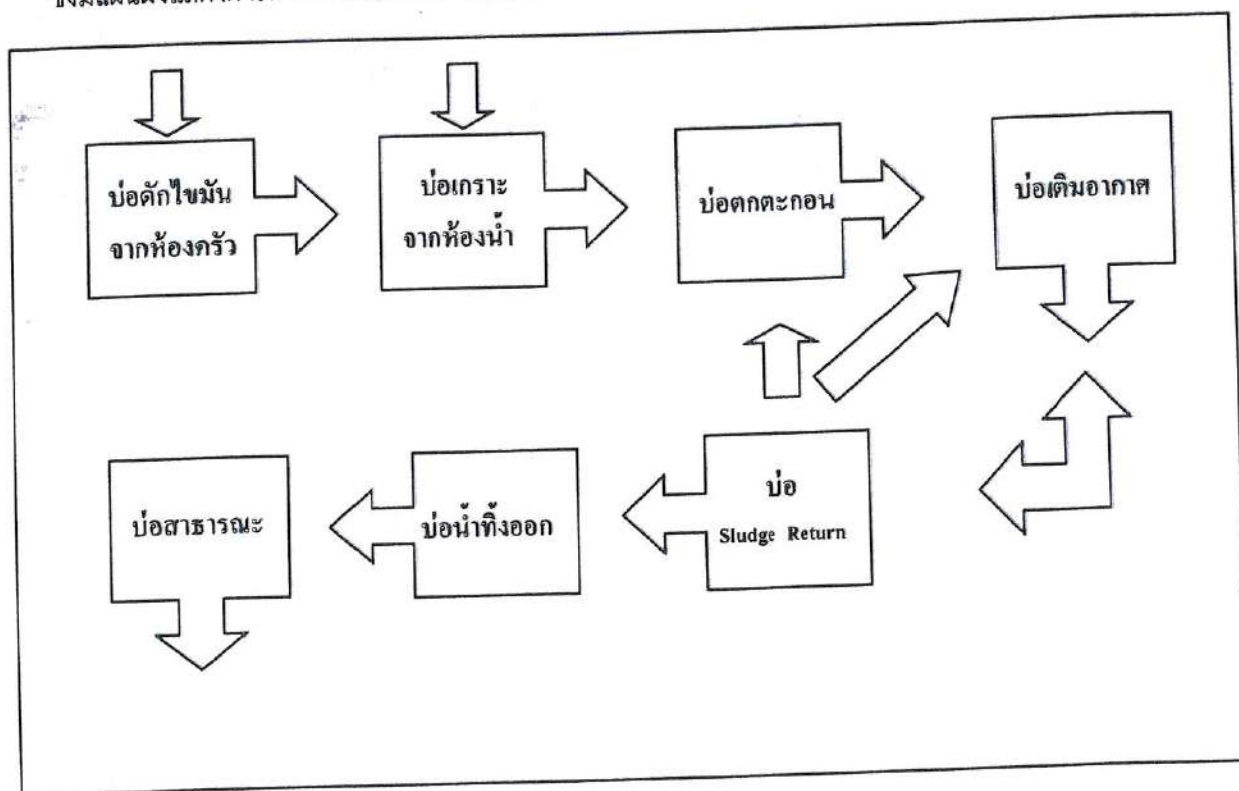 บ่อดักไขมัน
จากห้องครัว
บ่อเกราะ
จากห้องน้ำ
บ่อตกตะกอน
บ่อเติมอากาศ
บ่อสาธารณะ
บ่อน้ำทิ้งออก
บ่อ
Sludge Return